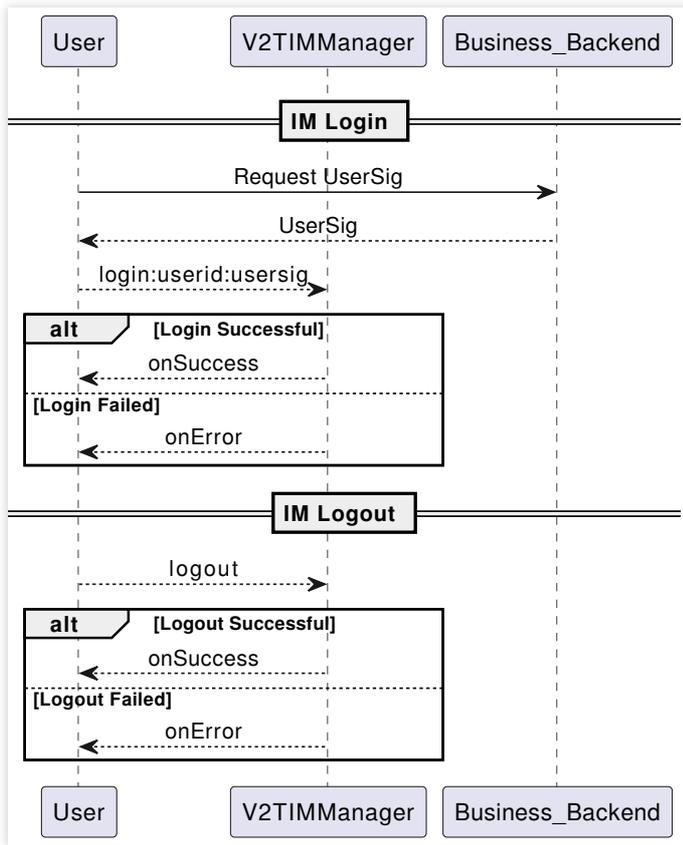 User V2TIMManager Business_Backend
IM Login
Request UserSig
UserSig
login:userid:usersig
alt [Login Successful]
onSuccess
[Login Failed]
onError
IM Logout
logout
alt [Logout Successful]
onSuccess
[Logout Failed]
onError
User V2TIMManager Business_Backend